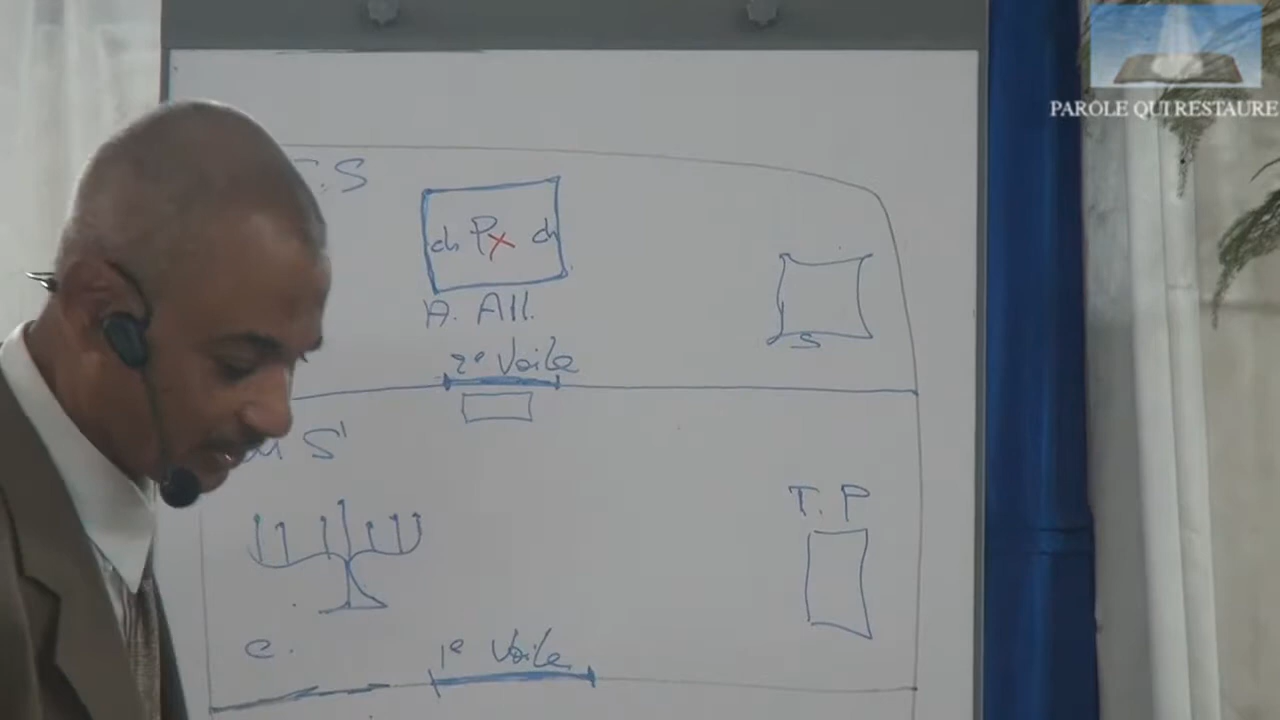 PAROLE QUI RESTAURE
.S
ch Px ch
A. All.
S
2e Voile
S'
T. P
C.
1e Voile